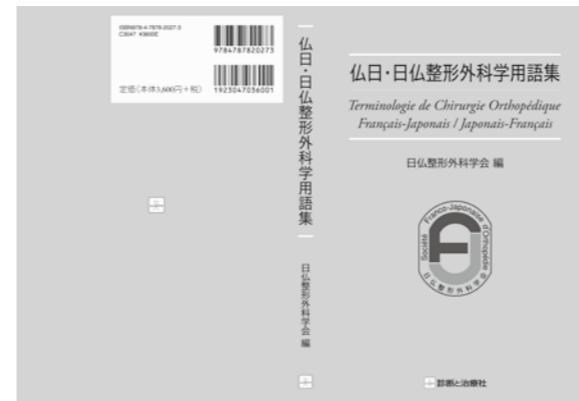 ISBN978-4-7878-2027-3
C3047 ¥3600E
定価(本体3,600円+税)
9784787820273
1923047036001
仏日・日仏整形外科学用語集
日仏整形外科学会 編
仏日・日仏整形外科学用語集
Terminologie de Chirurgie Orthopédique
Français-Japonais / Japonais-Français
日仏整形外科学会 編
Société Franco-Japonaise d'Orthopédie
日仏整形外科学会
診断と治療社